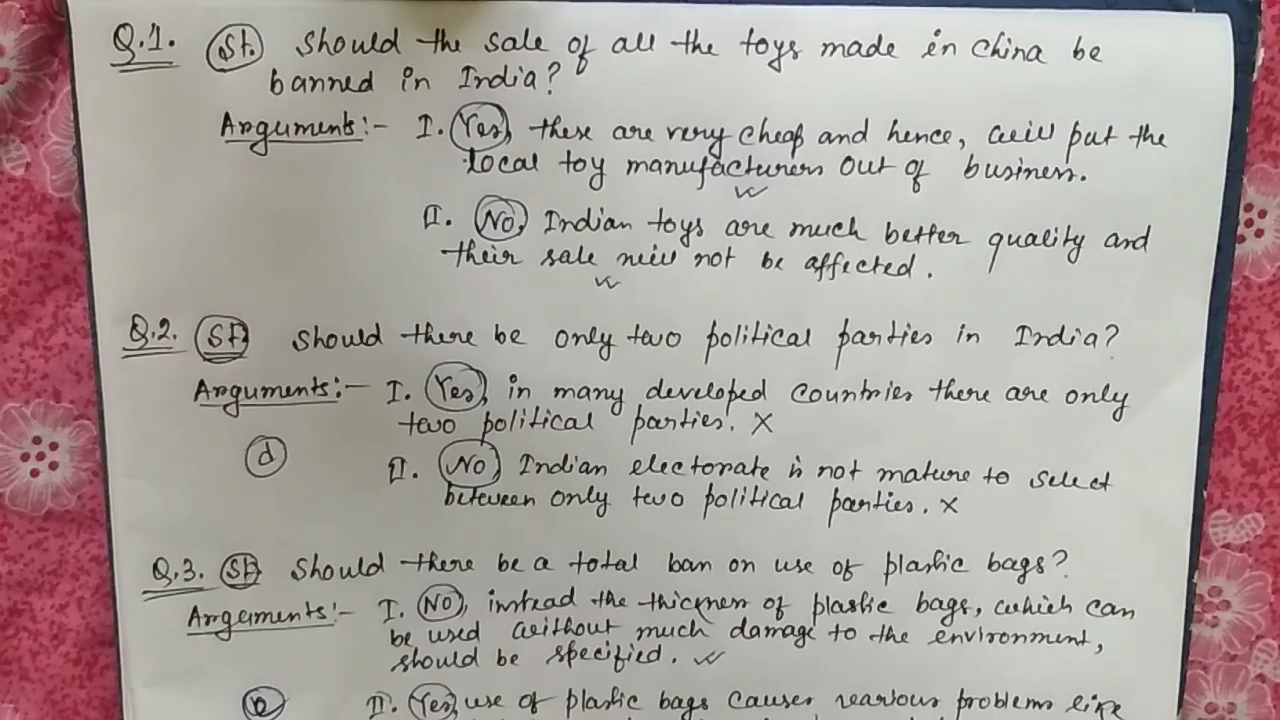 Q.1. St. Should the sale of all the toys made in China be
banned in India?
Arguments:- I. Yes, these are very cheap and hence, will put the
local toy manufacturers out of business.
II. No, Indian toys are much better quality and
their sale will not be affected.
Q.2. St. Should there be only two political parties in India?
Arguments:- I. Yes, in many developed countries there are only
two political parties. X
d II. No, Indian electorate is not mature to select
between only two political parties. X
Q.3. St. Should there be a total ban on use of plastic bags?
Arguments:- I. No, instead the thickness of plastic bags, which can
be used without much damage to the environment,
should be specified.
II. Yes, use of plastic bags causes various problems like